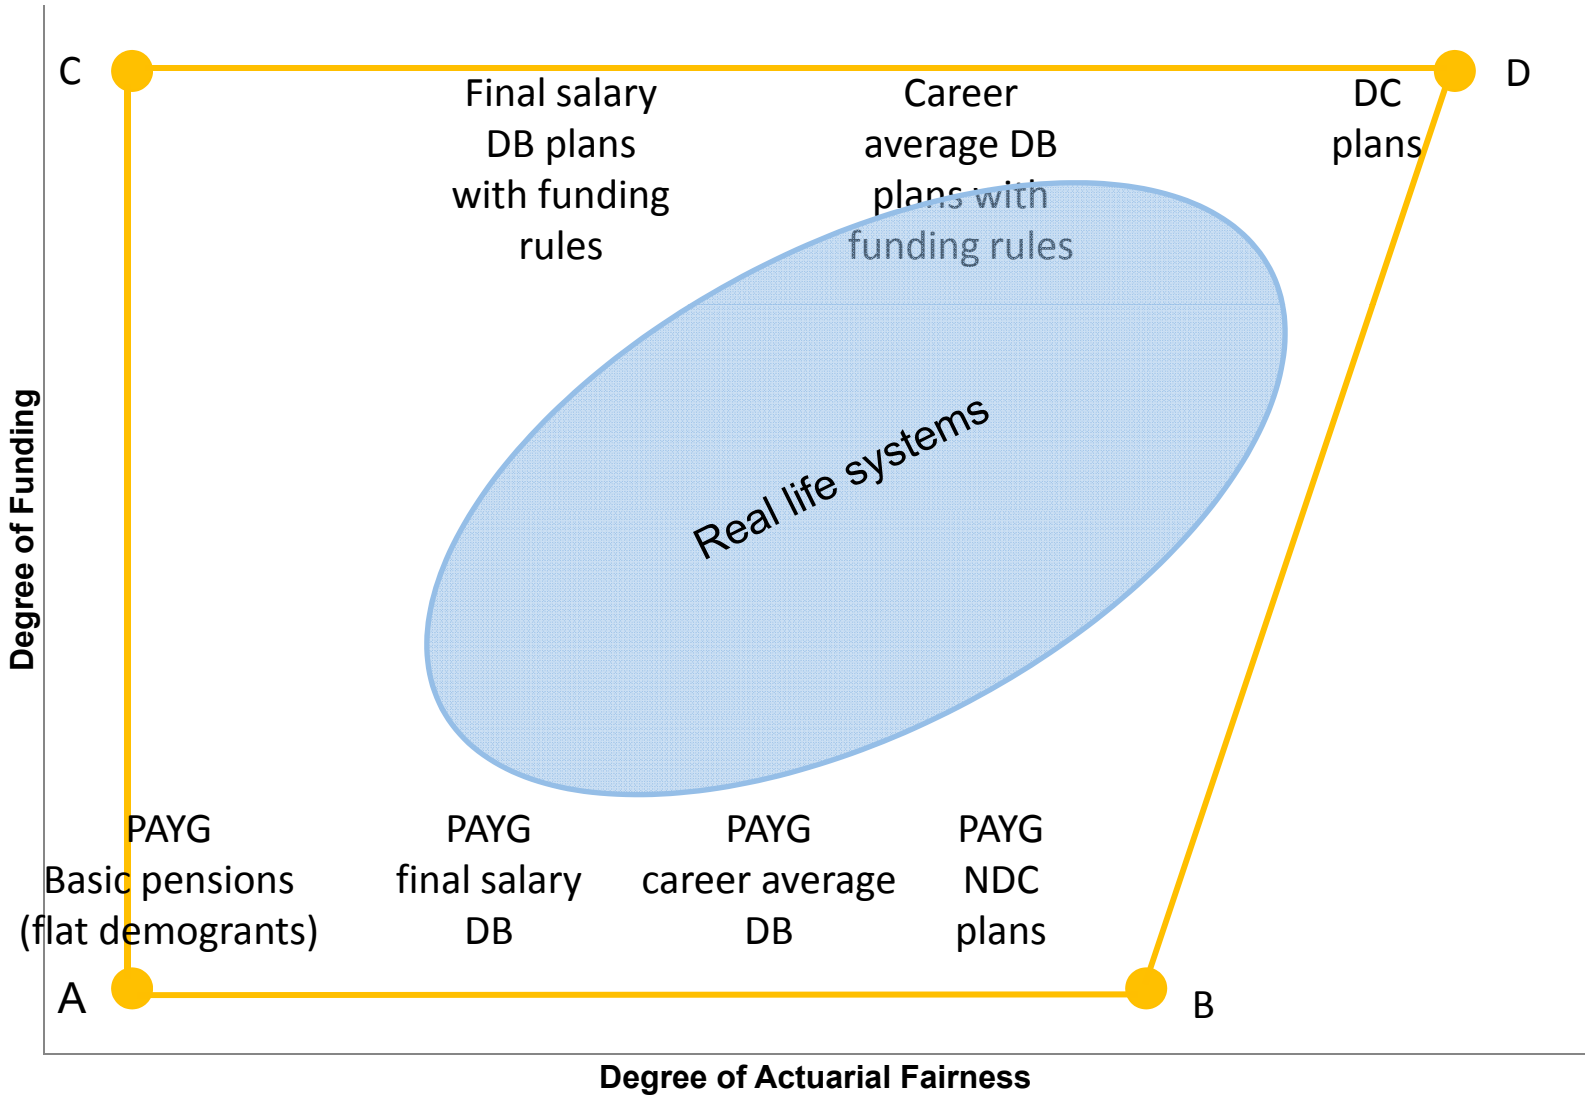 C
D
Final salary
DB plans
with funding
rules
Career
average DB
plans with
funding rules
DC
plans
Degree of Funding
Real life systems
PAYG
Basic pensions
(flat demogrants)
PAYG
final salary
DB
PAYG
career average
DB
PAYG
NDC
plans
A
B
Degree of Actuarial Fairness